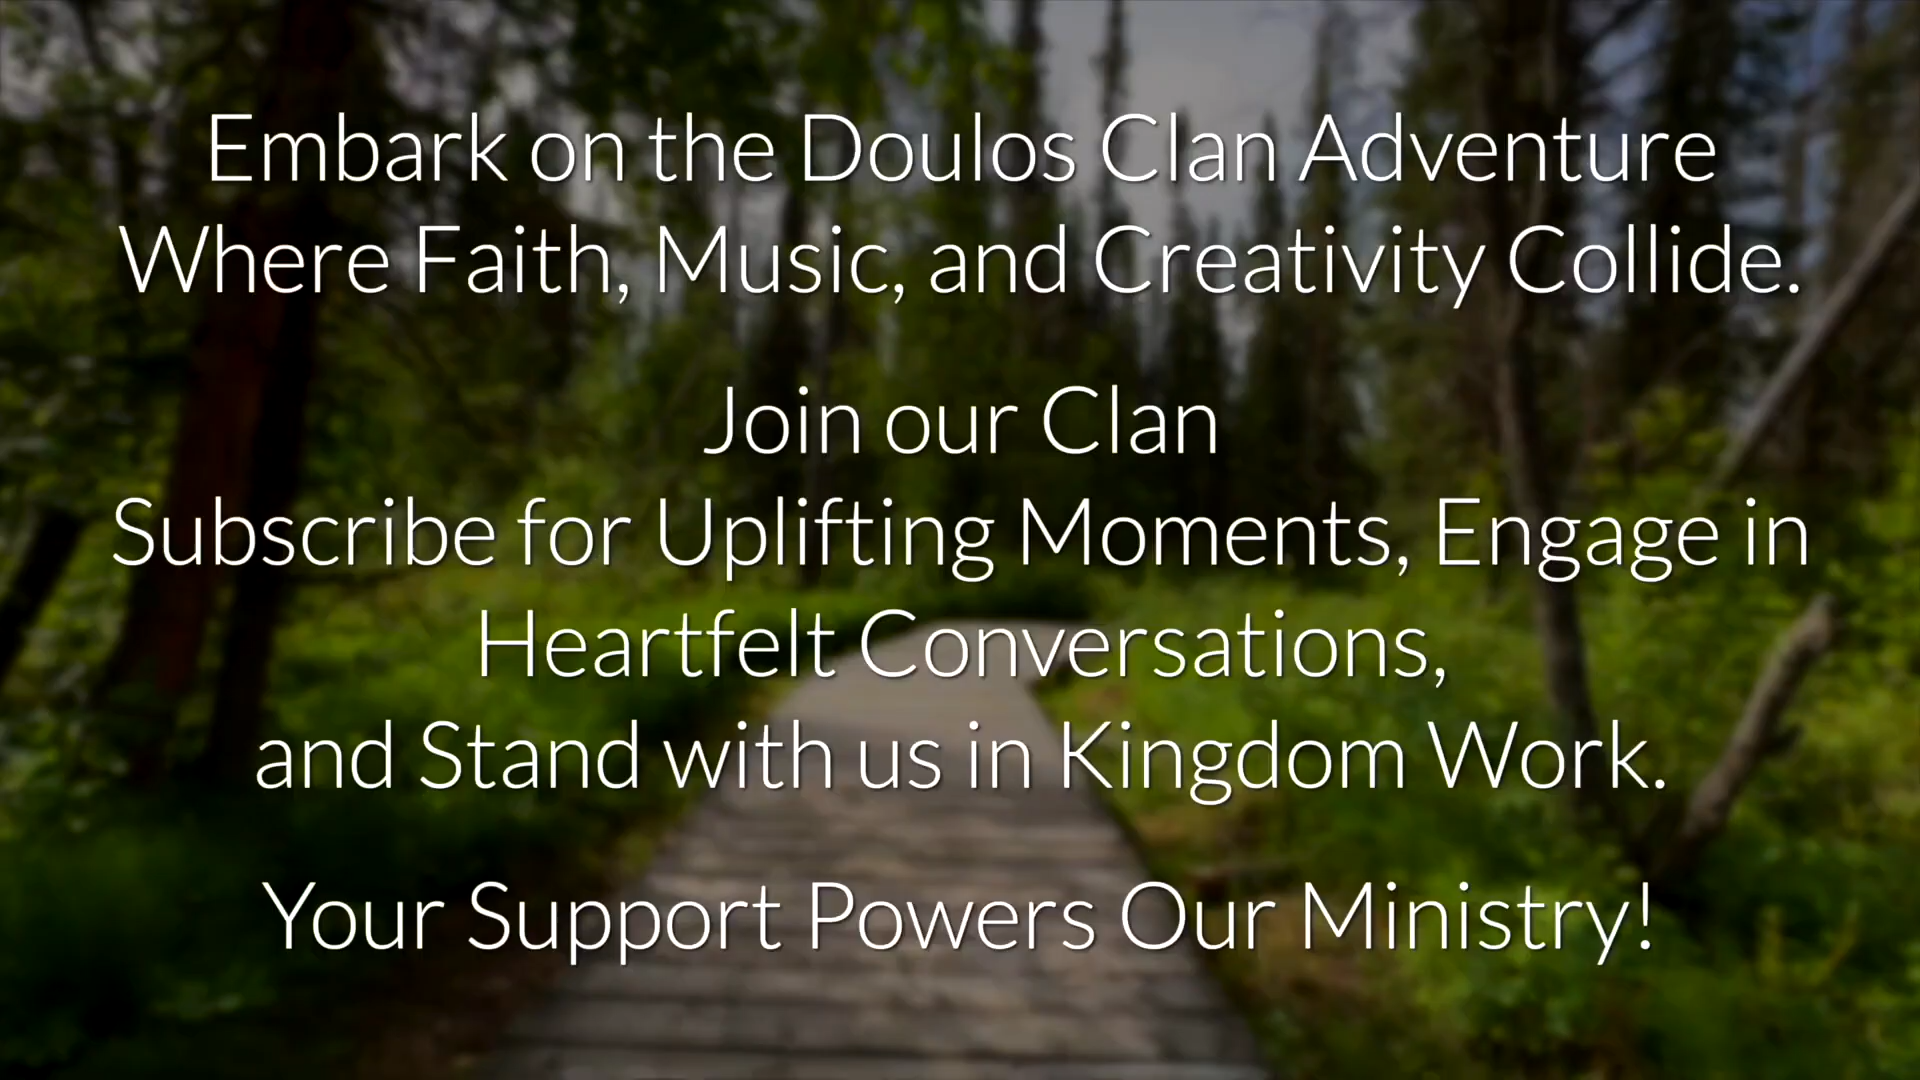 Embark on the Doulos Clan Adventure
Where Faith, Music, and Creativity Collide.
Join our Clan
Subscribe for Uplifting Moments, Engage in
Heartfelt Conversations,
and Stand with us in Kingdom Work.
Your Support Powers Our Ministry!